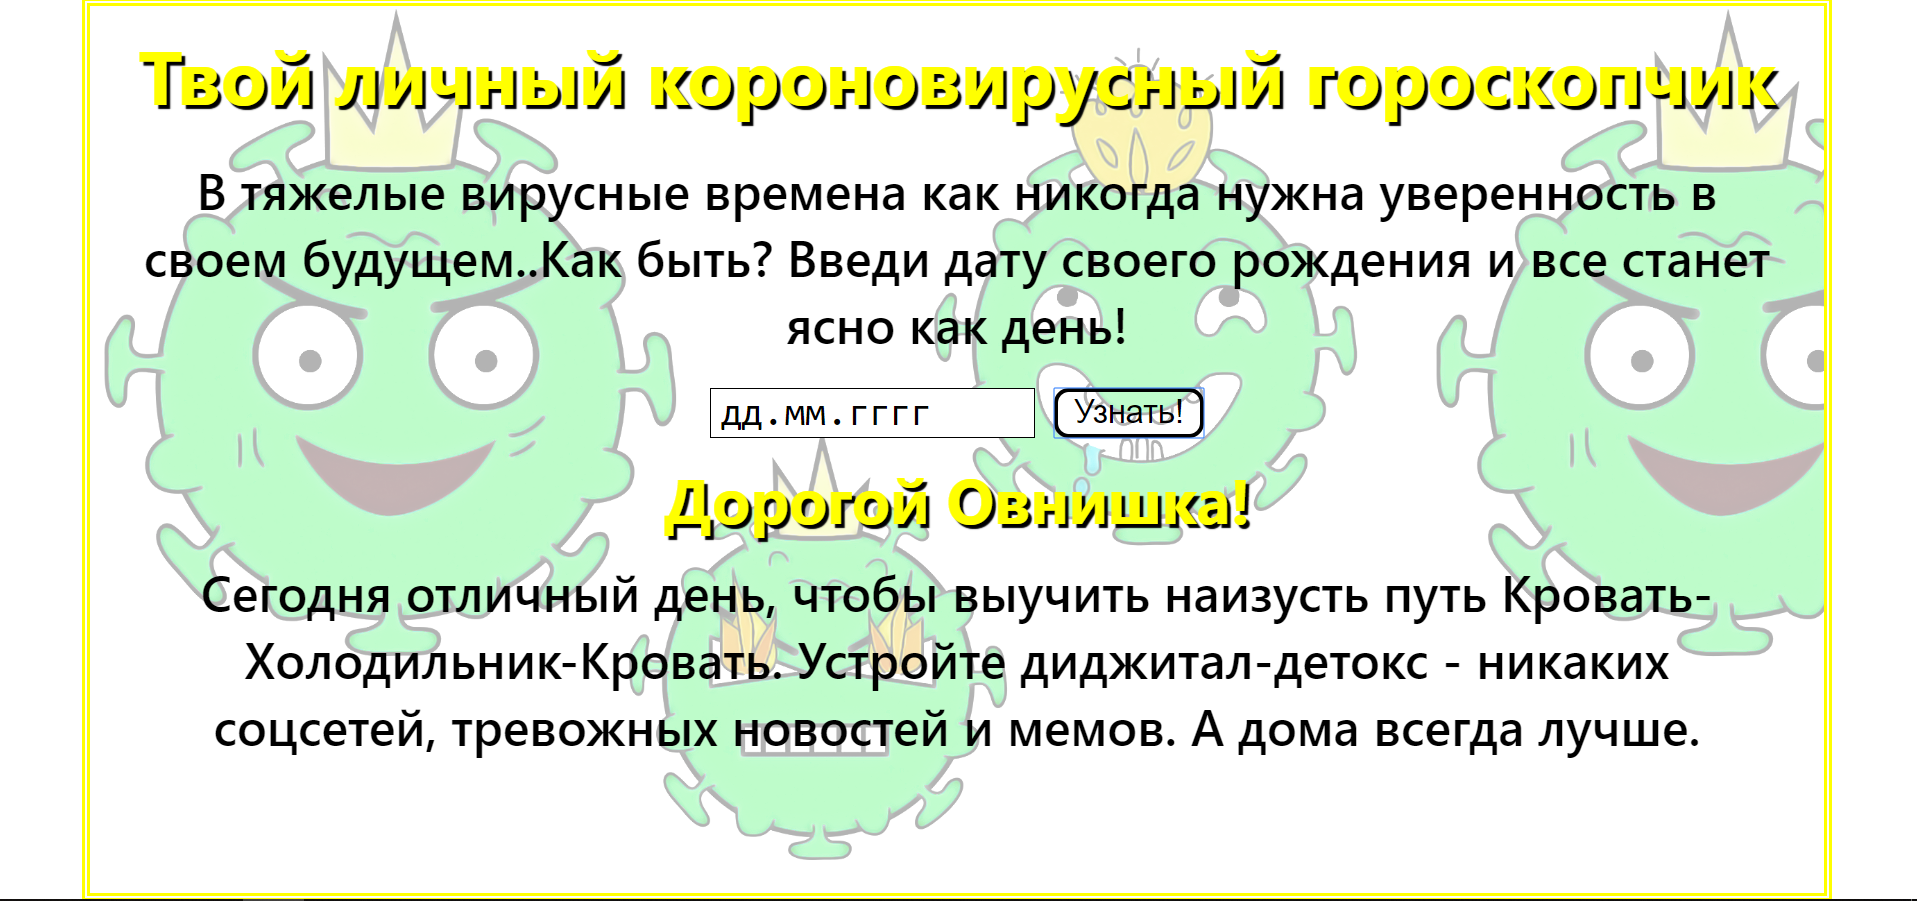 Твой личный короновирусный гороскопчик
В тяжелые вирусные времена как никогда нужна уверенность в
своем будущем..Как быть? Введи дату своего рождения и все станет
ясно как день!
дд.мм.гггг Узнать!
Дорогой Овнишка!
Сегодня отличный день, чтобы выучить наизусть путь Кровать-
Холодильник-Кровать. Устройте диджитал-детокс - никаких
соцсетей, тревожных новостей и мемов. А дома всегда лучше.